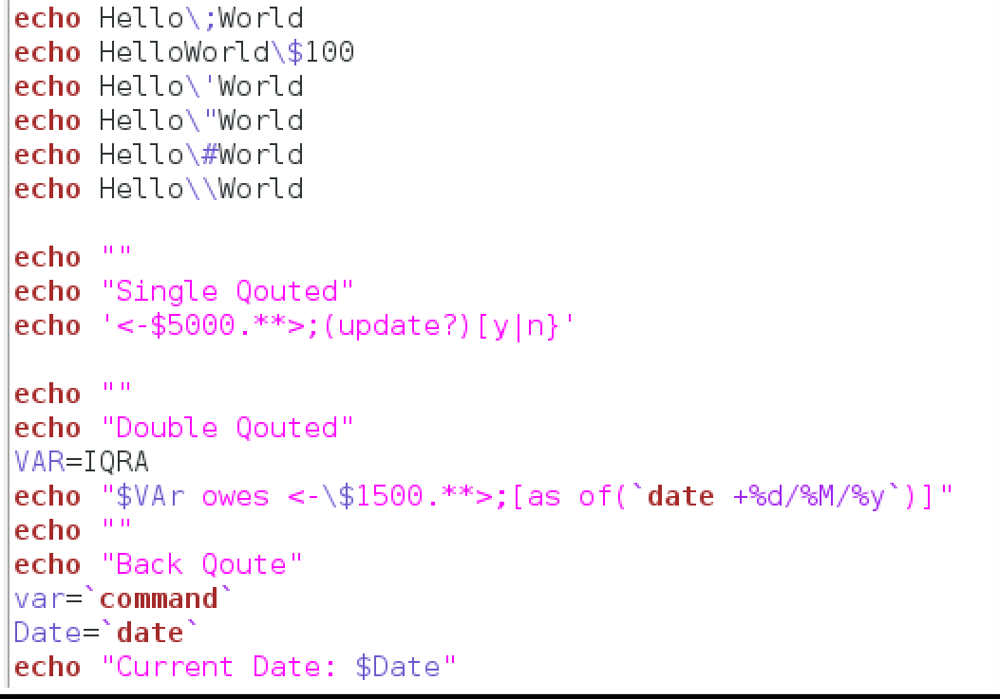 echo Hello\;World
echo HelloWorld\$100
echo Hello\'World
echo Hello\"World
echo Hello\#World
echo Hello\\World
echo ""
echo "Single Qouted"
echo '<-$5000.**>;(update?)[y|n}'
echo ""
echo "Double Qouted"
VAR=IQRA
echo "$VAr owes <-\$1500.**>;[as of(`date +%d/%M/%y`)]"
echo ""
echo "Back Qoute"
var=`command`
Date=`date`
echo "Current Date: $Date"